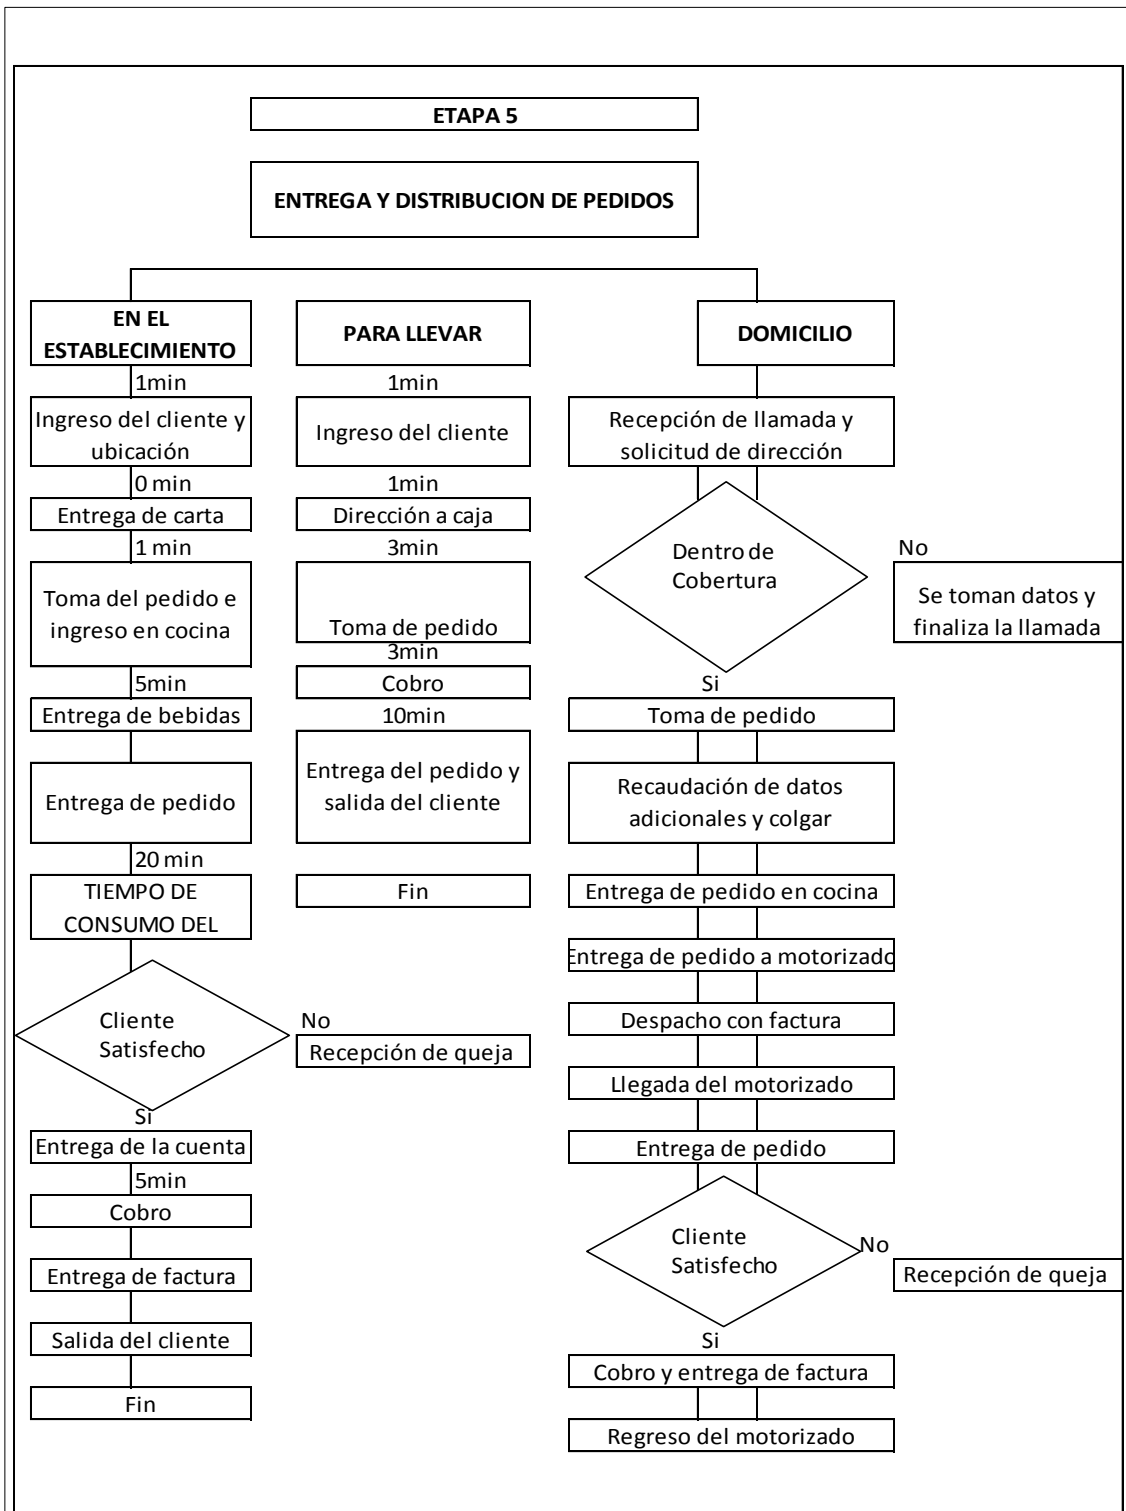 ETAPA 5
ENTREGA Y DISTRIBUCION DE PEDIDOS
EN EL
ESTABLECIMIENTO
1min
Ingreso del cliente y
ubicación
0 min
Entrega de carta
1 min
Toma del pedido e
ingreso en cocina
5min
Entrega de bebidas
Entrega de pedido
20 min
TIEMPO DE
CONSUMO DEL
Cliente
Satisfecho
No
Recepción de queja
Si
Entrega de la cuenta
5min
Cobro
Entrega de factura
Salida del cliente
Fin
PARA LLEVAR
1min
Ingreso del cliente
1min
Dirección a caja
3min
Toma de pedido
3min
Cobro
10min
Entrega del pedido y
salida del cliente
Fin
DOMICILIO
Recepción de llamada y
solicitud de dirección
Dentro de
Cobertura
No
Se toman datos y
finaliza la llamada
Si
Toma de pedido
Recaudación de datos
adicionales y colgar
Entrega de pedido en cocina
Entrega de pedido a motorizado
Despacho con factura
Llegada del motorizado
Entrega de pedido
Cliente
Satisfecho
No
Recepción de queja
Si
Cobro y entrega de factura
Regreso del motorizado